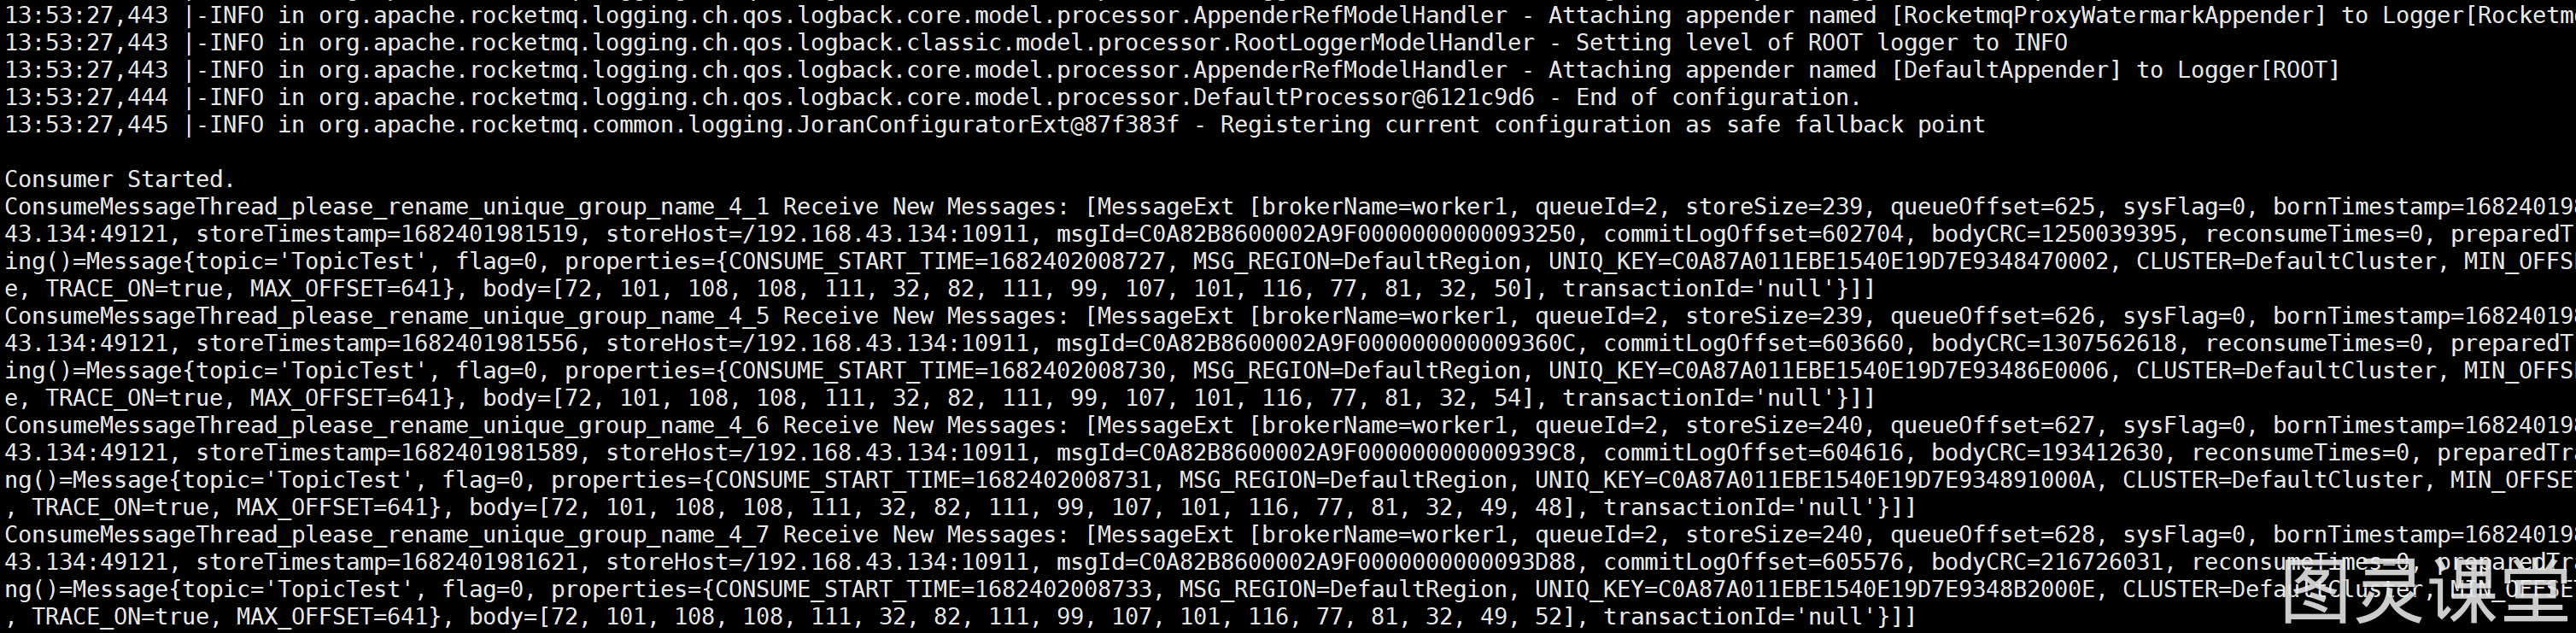 13:53:27,443 |-INFO in org.apache.rocketmq.logging.ch.qos.logback.core.model.processor.AppenderRefModelHandler - Attaching appender named [RocketmqProxyWatermarkAppender] to Logger[Rocketm
13:53:27,443 |-INFO in org.apache.rocketmq.logging.ch.qos.logback.classic.model.processor.RootLoggerModelHandler - Setting level of ROOT logger to INFO
13:53:27,443 |-INFO in org.apache.rocketmq.logging.ch.qos.logback.core.model.processor.AppenderRefModelHandler - Attaching appender named [DefaultAppender] to Logger[ROOT]
13:53:27,444 |-INFO in org.apache.rocketmq.logging.ch.qos.logback.core.model.processor.DefaultProcessor@6121c9d6 - End of configuration.
13:53:27,445 |-INFO in org.apache.rocketmq.common.logging.JoranConfiguratorExt@87f383f - Registering current configuration as safe fallback point
Consumer Started.
ConsumeMessageThread_please_rename_unique_group_name_4_1 Receive New Messages: [MessageExt [brokerName=worker1, queueId=2, storeSize=239, queueOffset=625, sysFlag=0, bornTimestamp=168240198
43.134:49121, storeTimestamp=1682401981519, storeHost=/192.168.43.134:10911, msgId=C0A82B8600002A9F0000000000093250, commitLogOffset=602704, bodyCRC=1250039395, reconsumeTimes=0, preparedTr
ing()=Message{topic='TopicTest', flag=0, properties={CONSUME_START_TIME=1682402008727, MSG_REGION=DefaultRegion, UNIQ_KEY=C0A87A011EBE1540E19D7E9348470002, CLUSTER=DefaultCluster, MIN_OFFS
e, TRACE_ON=true, MAX_OFFSET=641}, body=[72, 101, 108, 108, 111, 32, 82, 111, 99, 107, 101, 116, 77, 81, 32, 50], transactionId='null'}]]
ConsumeMessageThread_please_rename_unique_group_name_4_5 Receive New Messages: [MessageExt [brokerName=worker1, queueId=2, storeSize=239, queueOffset=626, sysFlag=0, bornTimestamp=168240198
43.134:49121, storeTimestamp=1682401981556, storeHost=/192.168.43.134:10911, msgId=C0A82B8600002A9F000000000009360C, commitLogOffset=603660, bodyCRC=1307562618, reconsumeTimes=0, preparedTr
ing()=Message{topic='TopicTest', flag=0, properties={CONSUME_START_TIME=1682402008730, MSG_REGION=DefaultRegion, UNIQ_KEY=C0A87A011EBE1540E19D7E93486E0006, CLUSTER=DefaultCluster, MIN_OFFS
e, TRACE_ON=true, MAX_OFFSET=641}, body=[72, 101, 108, 108, 111, 32, 82, 111, 99, 107, 101, 116, 77, 81, 32, 54], transactionId='null'}]]
ConsumeMessageThread_please_rename_unique_group_name_4_6 Receive New Messages: [MessageExt [brokerName=worker1, queueId=2, storeSize=240, queueOffset=627, sysFlag=0, bornTimestamp=168240198
43.134:49121, storeTimestamp=1682401981589, storeHost=/192.168.43.134:10911, msgId=C0A82B8600002A9F00000000000939C8, commitLogOffset=604616, bodyCRC=193412630, reconsumeTimes=0, preparedTra
ng()=Message{topic='TopicTest', flag=0, properties={CONSUME_START_TIME=1682402008731, MSG_REGION=DefaultRegion, UNIQ_KEY=C0A87A011EBE1540E19D7E934891000A, CLUSTER=DefaultCluster, MIN_OFFSE
, TRACE_ON=true, MAX_OFFSET=641}, body=[72, 101, 108, 108, 111, 32, 82, 111, 99, 107, 101, 116, 77, 81, 32, 49, 48], transactionId='null'}]]
ConsumeMessageThread_please_rename_unique_group_name_4_7 Receive New Messages: [MessageExt [brokerName=worker1, queueId=2, storeSize=240, queueOffset=628, sysFlag=0, bornTimestamp=168240198
43.134:49121, storeTimestamp=1682401981621, storeHost=/192.168.43.134:10911, msgId=C0A82B8600002A9F0000000000093D88, commitLogOffset=605576, bodyCRC=216726031, reconsumeTimes=0, preparedTra
ng()=Message{topic='TopicTest', flag=0, properties={CONSUME_START_TIME=1682402008733, MSG_REGION=DefaultRegion, UNIQ_KEY=C0A87A011EBE1540E19D7E9348B2000E, CLUSTER=DefaultCluster, MIN_OFFSE
, TRACE_ON=true, MAX_OFFSET=641}, body=[72, 101, 108, 108, 111, 32, 82, 111, 99, 107, 101, 116, 77, 81, 32, 49, 52], transactionId='null'}]]
图灵课堂